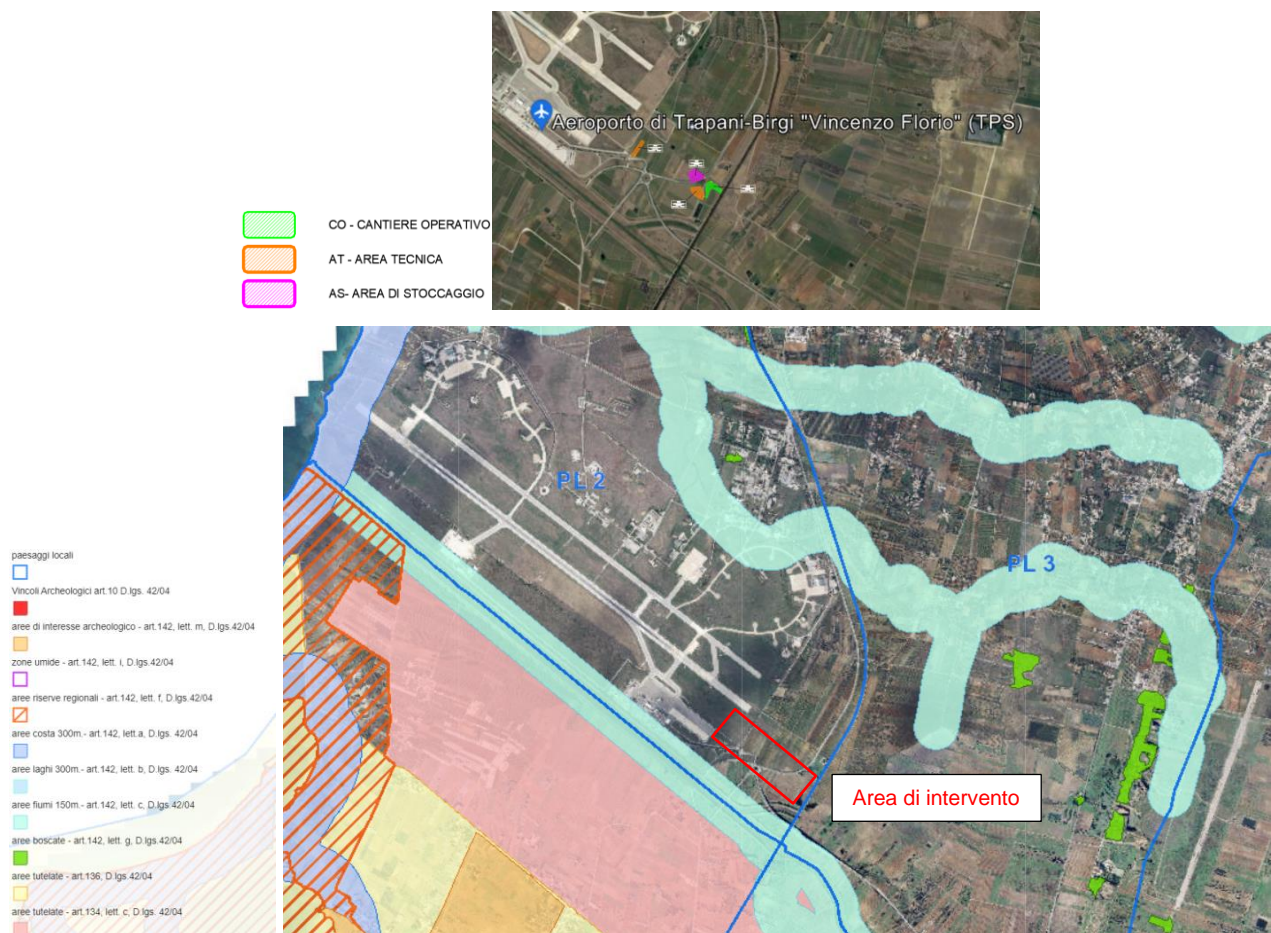 Aeroporto di Trapani-Birgi "Vincenzo Florio" (TPS)
CO - CANTIERE OPERATIVO
AT - AREA TECNICA
AS- AREA DI STOCCAGGIO
PL 2
PL 3
Area di intervento
paesaggi locali
Vincoli Archeologici art.10 D.lgs. 42/04
aree di interesse archeologico - art.142, lett. m, D.lgs.42/04
zone umide - art.142, lett. i, D.lgs.42/04
aree riserve regionali - art.142, lett. f, D.lgs.42/04
aree costa 300m.- art.142, lett.a, D.lgs. 42/04
aree laghi 300m.- art.142, lett. b, D.lgs. 42/04
aree fiumi 150m.- art.142, lett. c, D.lgs.42/04
aree boscate - art.142, lett. g, D.lgs.42/04
aree tutelate - art.136, D.lgs.42/04
aree tutelate - art.134, lett. c, D.lgs. 42/04